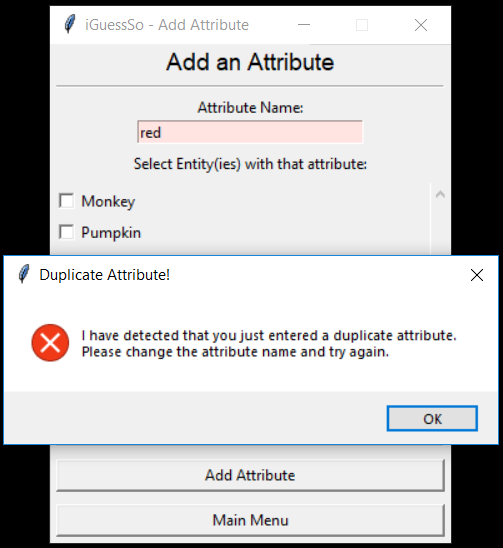 iGuessSo - Add Attribute
Add an Attribute
Attribute Name:
red
Select Entity(ies) with that attribute:
Monkey
Pumpkin
Duplicate Attribute!
I have detected that you just entered a duplicate attribute.
Please change the attribute name and try again.
OK
Add Attribute
Main Menu